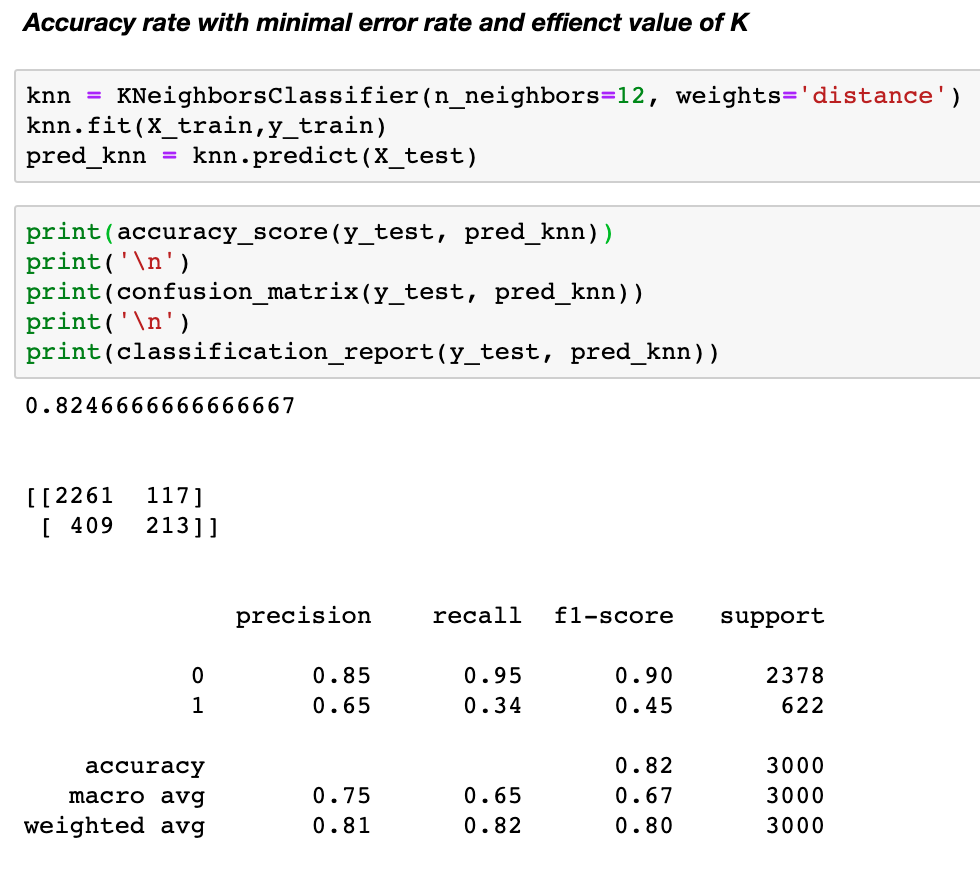 Accuracy rate with minimal error rate and effienct value of K
knn = KNeighborsClassifier(n_neighbors=12, weights='distance')
knn.fit(X_train,y_train)
pred_knn = knn.predict(X_test)
print(accuracy_score(y_test, pred_knn))
print('\n')
print(confusion_matrix(y_test, pred_knn))
print('\n')
print(classification_report(y_test, pred_knn))
0.8246666666666667
[[2261  117]
 [ 409  213]]
precision    recall  f1-score   support
0       0.85      0.95      0.90      2378
1       0.65      0.34      0.45       622
accuracy                           0.82      3000
macro avg       0.75      0.65      0.67      3000
weighted avg       0.81      0.82      0.80      3000